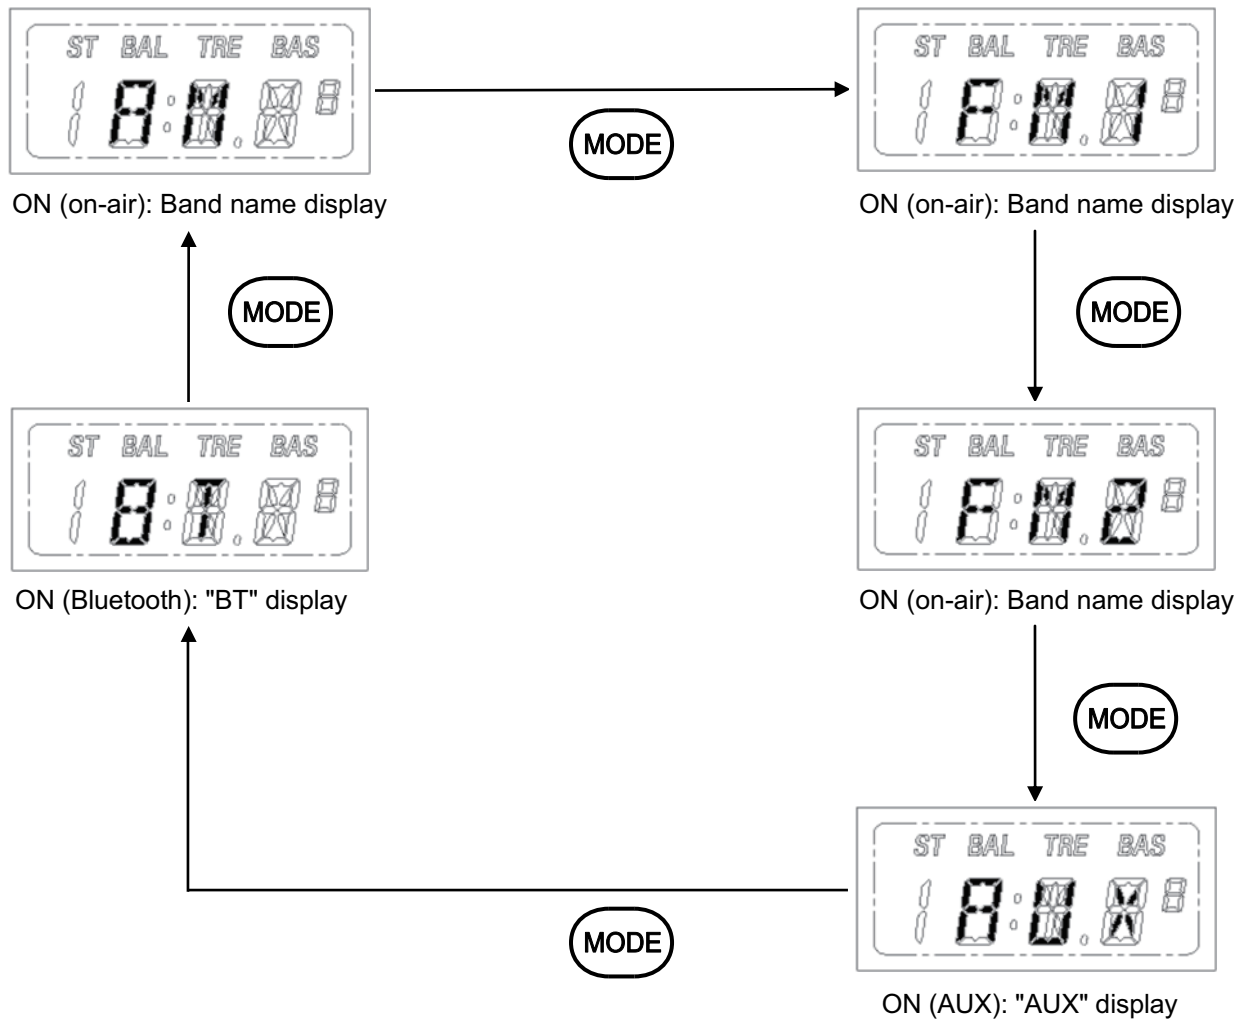 ST BAL TRE BAS
AM
MODE
ST BAL TRE BAS
FM1
ON (on-air): Band name display
ON (on-air): Band name display
MODE
MODE
ST BAL TRE BAS
BT
ST BAL TRE BAS
FM2
ON (Bluetooth): "BT" display
ON (on-air): Band name display
MODE
ST BAL TRE BAS
AUX
MODE
ON (AUX): "AUX" display